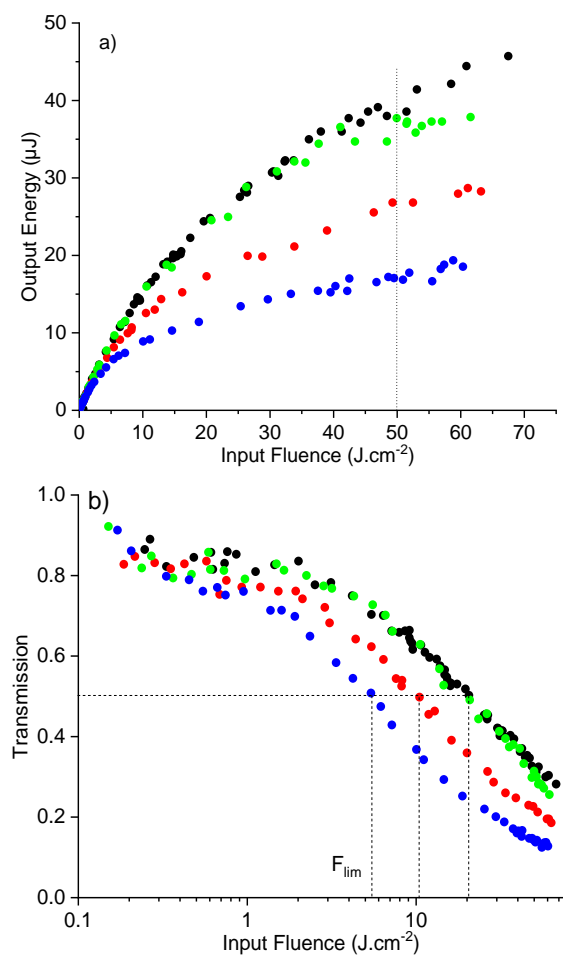 a)
50
40
30
20
10
0
Output Energy (µJ)
0 10 20 30 40 50 60 70
Input Fluence (J.cm⁻²)
b)
1.0
0.8
0.6
0.4
0.2
0.0
Transmission
F_lim
0.1 1 10
Input Fluence (J.cm⁻²)